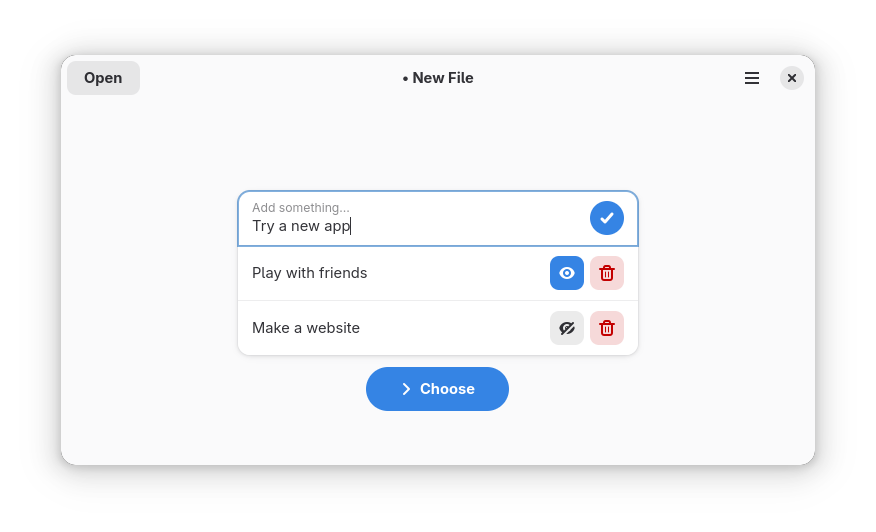 Open
• New File
Add something...
Try a new app
Play with friends
Make a website
Choose